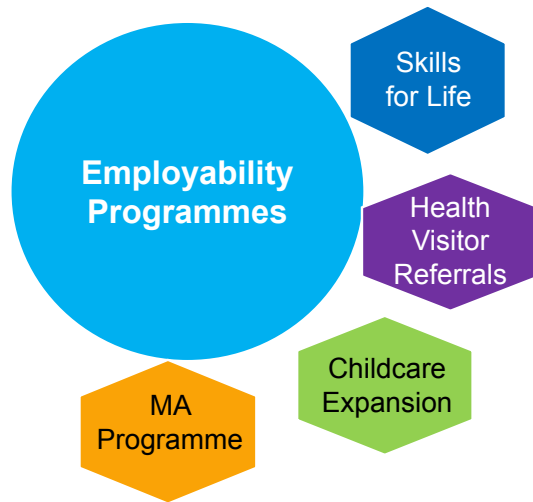 Employability
Programmes
Skills
for Life
Health
Visitor
Referrals
Childcare
Expansion
MA
Programme